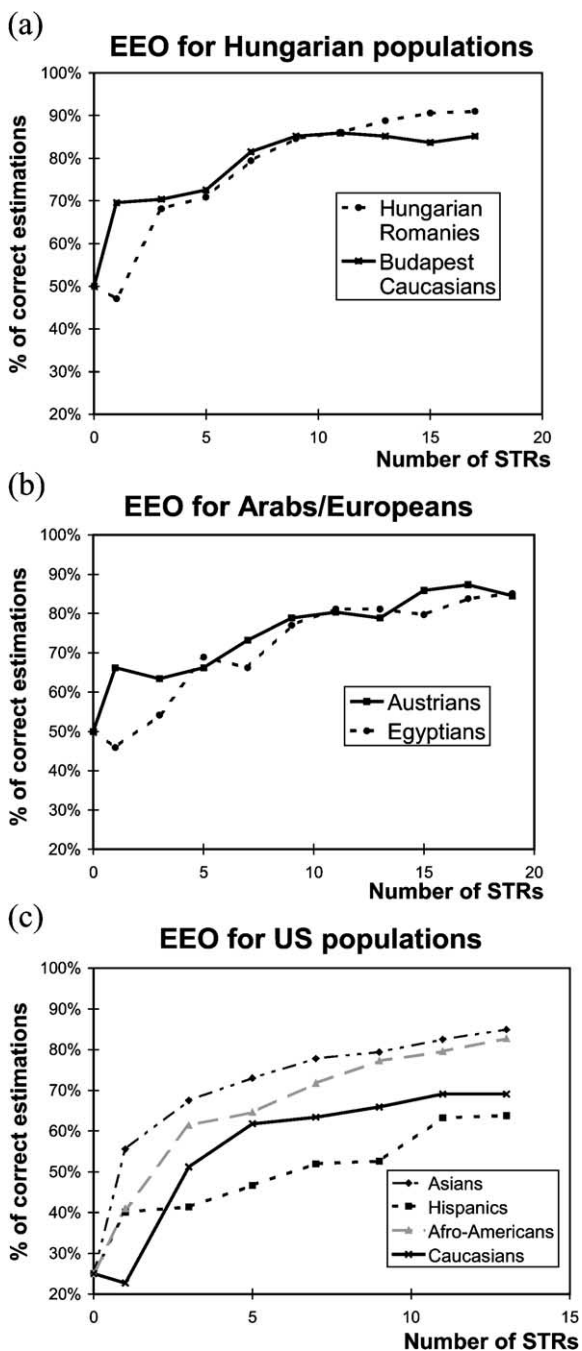 (a)
EEO for Hungarian populations
% of correct estimations
100%
90%
80%
70%
60%
50%
40%
30%
20%
Hungarian
Romanies
Budapest
Caucasians
0 5 10 15 20
Number of STRs
(b)
EEO for Arabs/Europeans
% of correct estimations
100%
90%
80%
70%
60%
50%
40%
30%
20%
Austrians
Egyptians
0 5 10 15 20
Number of STRs
(c)
EEO for US populations
% of correct estimations
100%
90%
80%
70%
60%
50%
40%
30%
20%
Asians
Hispanics
Afro-Americans
Caucasians
0 5 10 15
Number of STRs